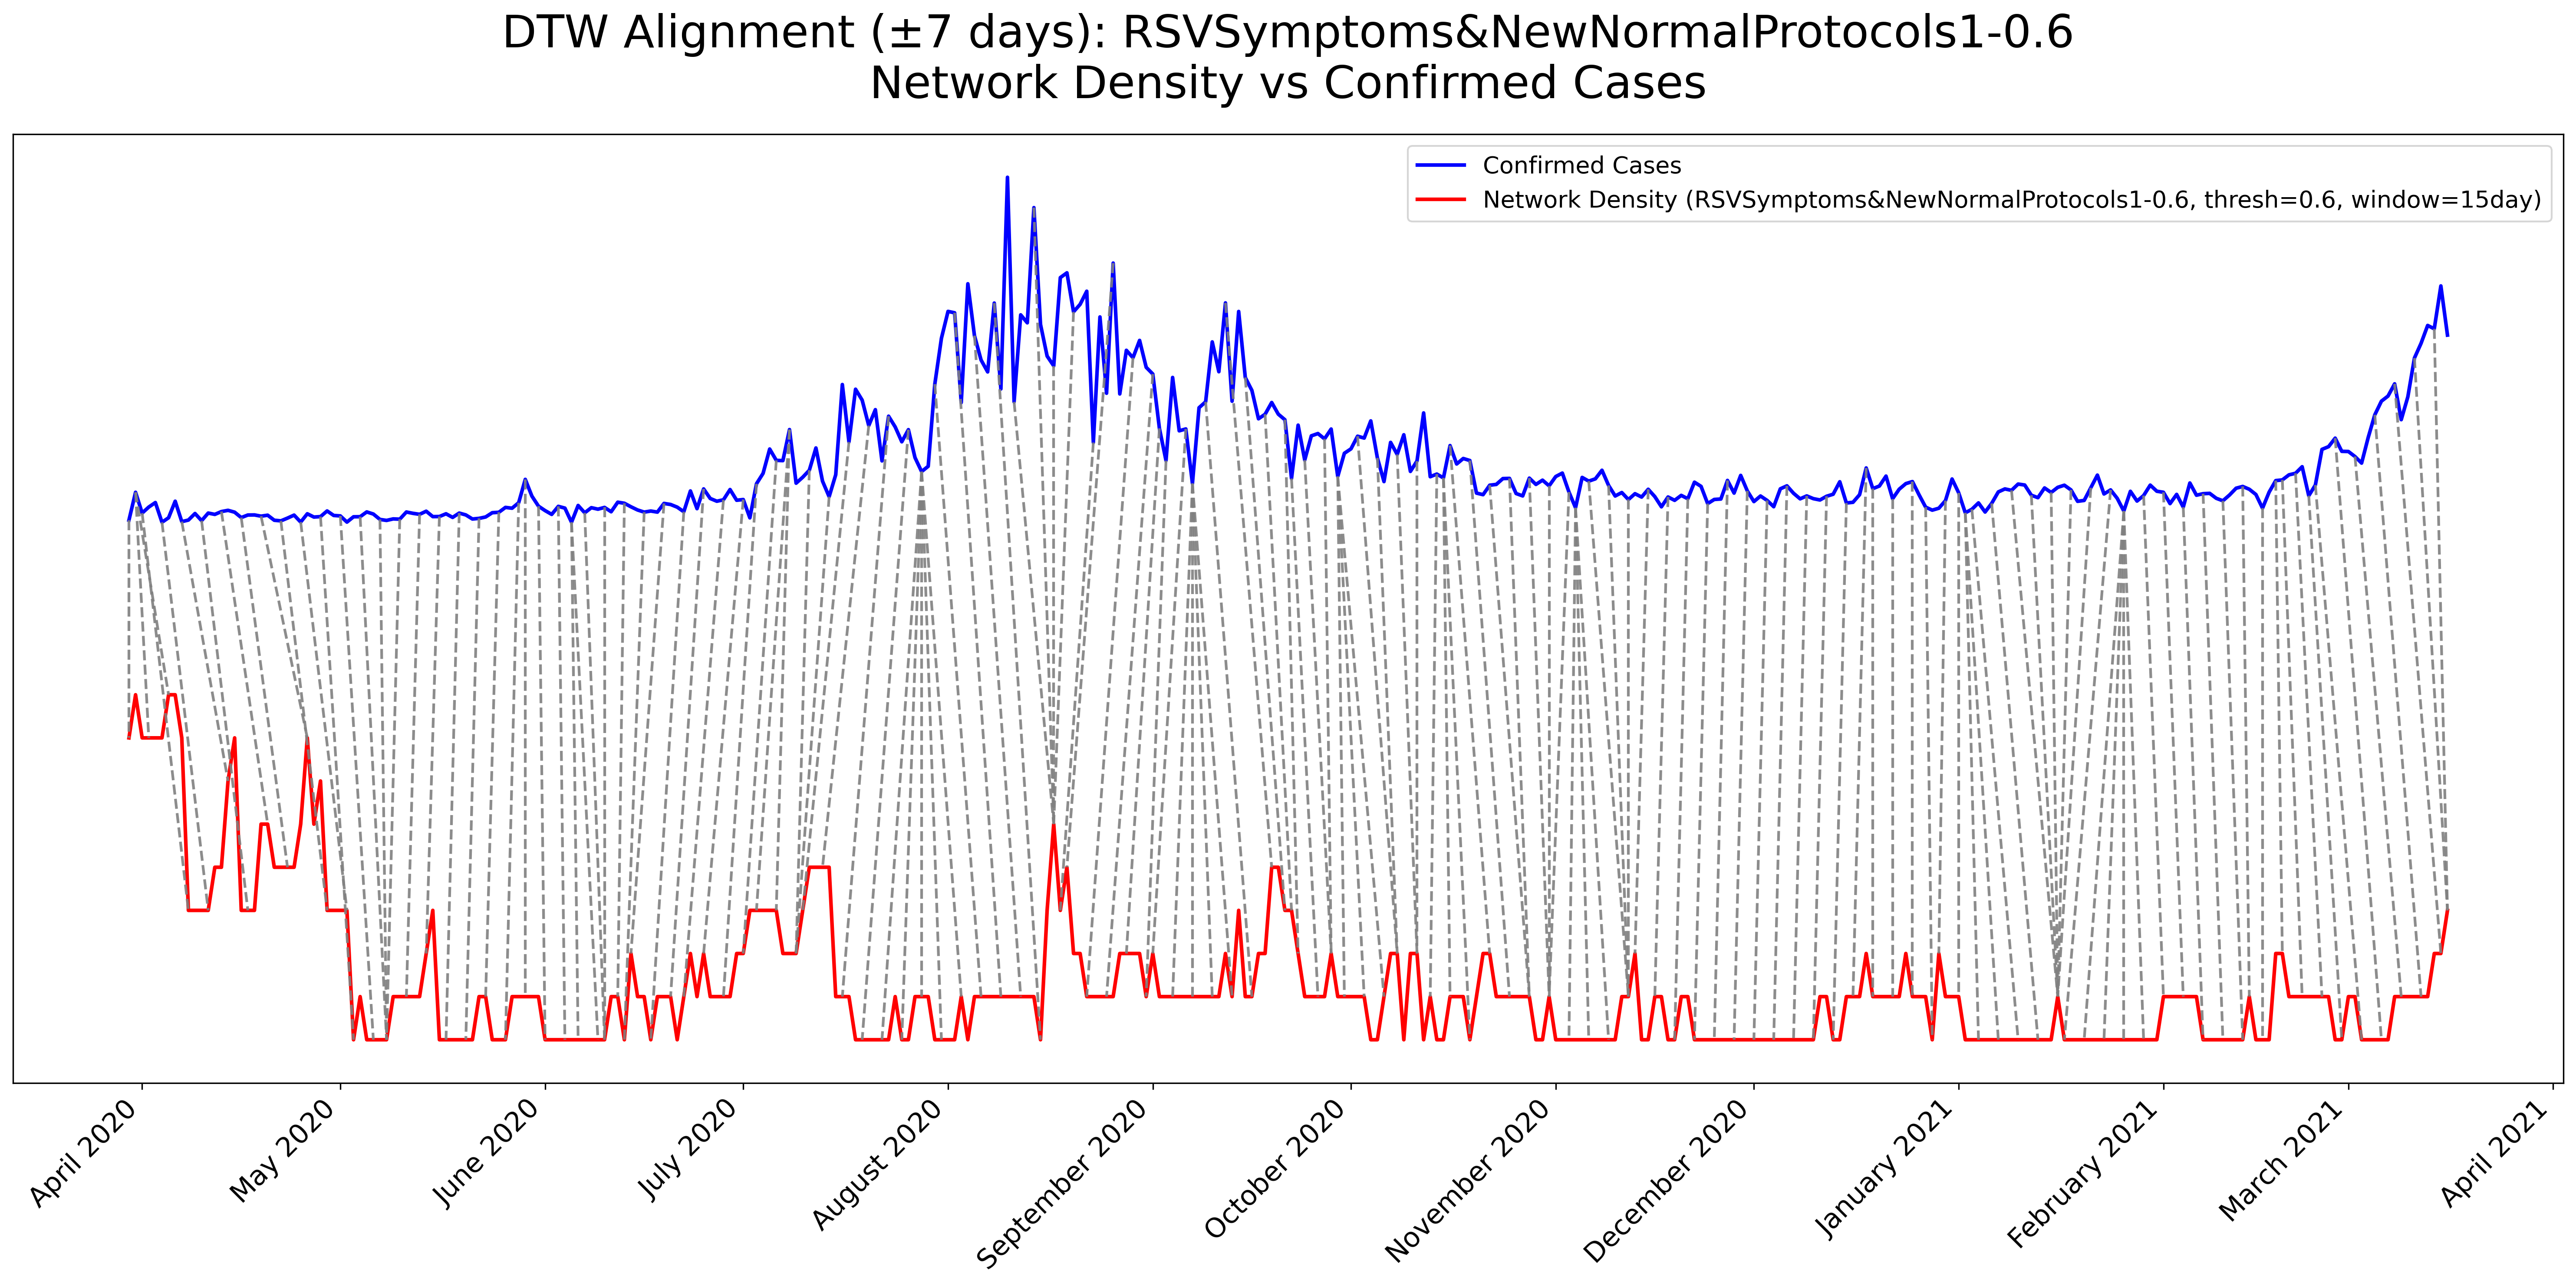 DTW Alignment (±7 days): RSVSymptoms&NewNormalProtocols1-0.6
Network Density vs Confirmed Cases
Confirmed Cases
Network Density (RSVSymptoms&NewNormalProtocols1-0.6, thresh=0.6, window=15day)
April 2020
May 2020
June 2020
July 2020
August 2020
September 2020
October 2020
November 2020
December 2020
January 2021
February 2021
March 2021
April 2021